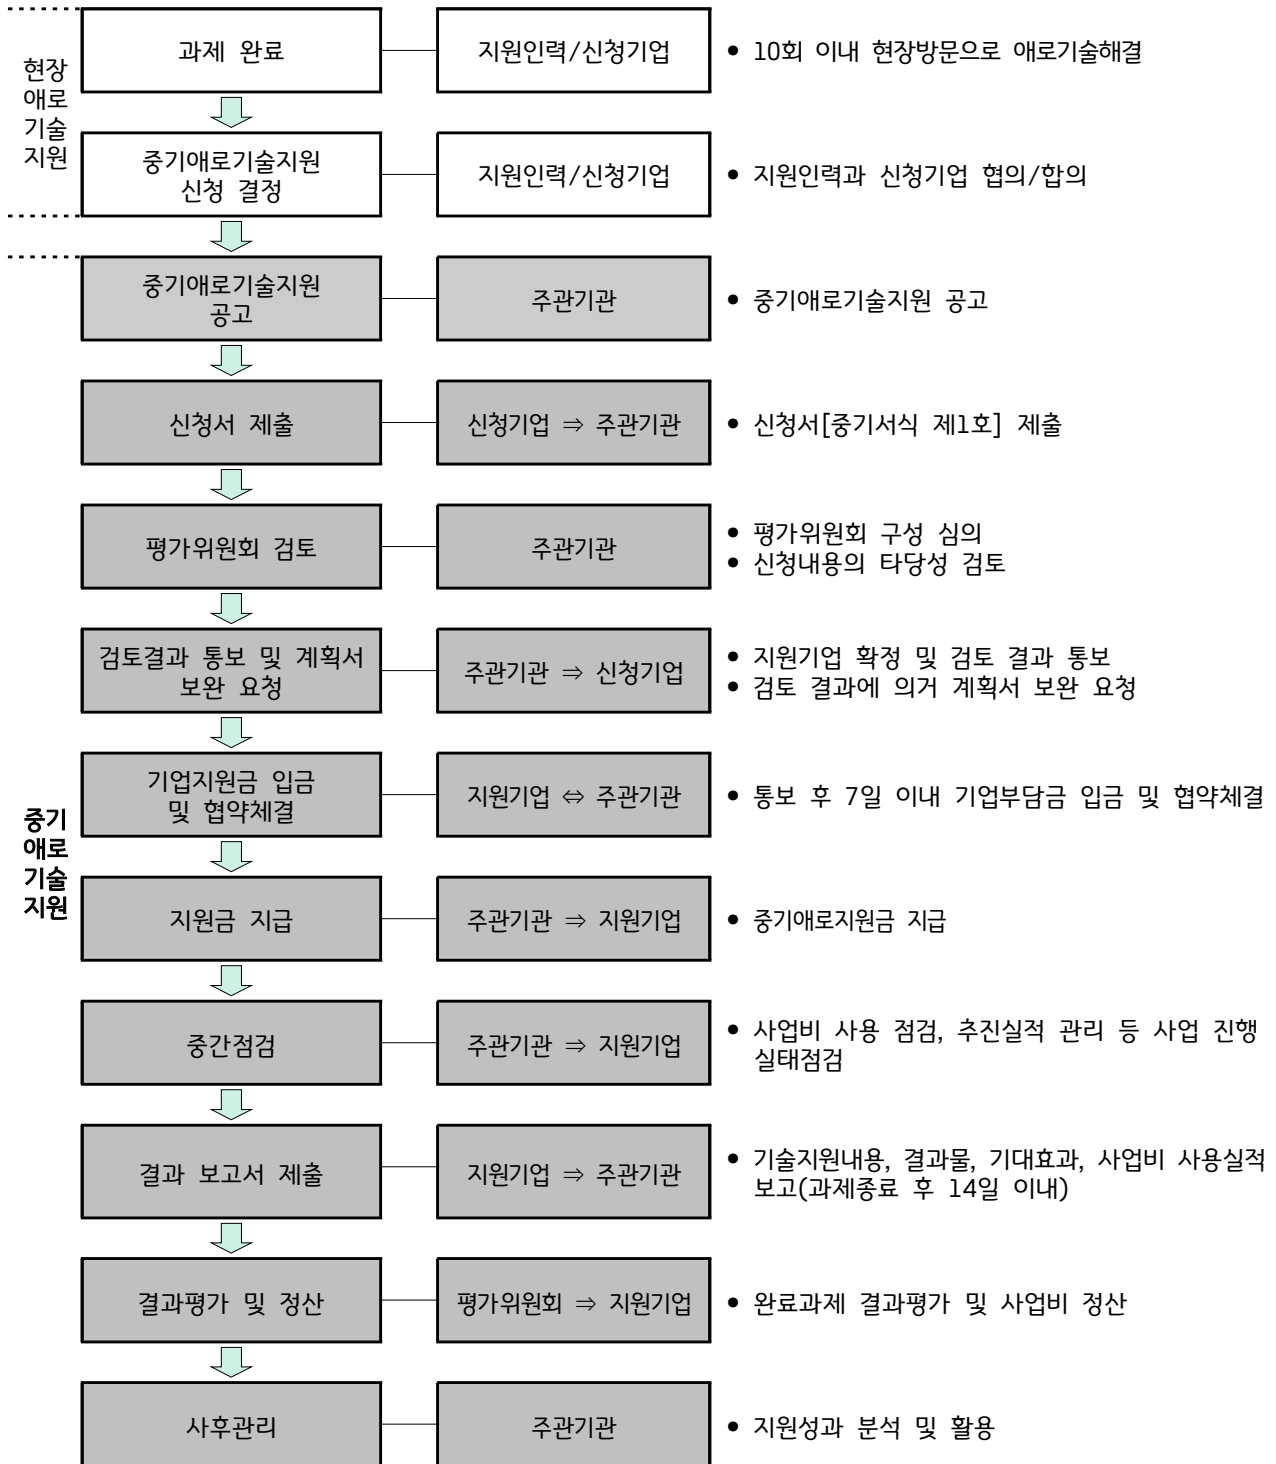 현장
애로
기술
지원
과제 완료
지원인력/신청기업
• 10회 이내 현장방문으로 애로기술해결
중기애로기술지원
신청 결정
지원인력/신청기업
• 지원인력과 신청기업 협의/합의
중기
애로
기술
지원
중기애로기술지원
공고
주관기관
• 중기애로기술지원 공고
신청서 제출
신청기업 ⇒ 주관기관
• 신청서[중기서식 제1호] 제출
평가위원회 검토
주관기관
• 평가위원회 구성 심의
• 신청내용의 타당성 검토
검토결과 통보 및 계획서
보완 요청
주관기관 ⇒ 신청기업
• 지원기업 확정 및 검토 결과 통보
• 검토 결과에 의거 계획서 보완 요청
기업지원금 입금
및 협약체결
지원기업 ⇔ 주관기관
• 통보 후 7일 이내 기업부담금 입금 및 협약체결
지원금 지급
주관기관 ⇒ 지원기업
• 중기애로지원금 지급
중간점검
주관기관 ⇒ 지원기업
• 사업비 사용 점검, 추진실적 관리 등 사업 진행
실태점검
결과 보고서 제출
지원기업 ⇒ 주관기관
• 기술지원내용, 결과물, 기대효과, 사업비 사용실적
보고(과제종료 후 14일 이내)
결과평가 및 정산
평가위원회 ⇒ 지원기업
• 완료과제 결과평가 및 사업비 정산
사후관리
주관기관
• 지원성과 분석 및 활용